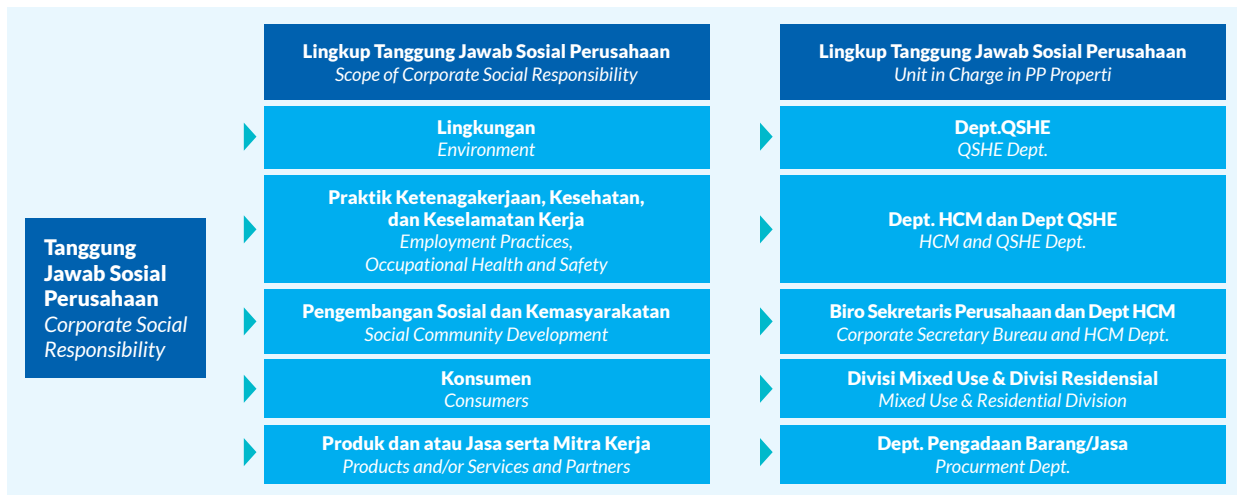 Tanggung
Jawab Sosial
Perusahaan
Corporate Social
Responsibility
Lingkup Tanggung Jawab Sosial Perusahaan
Scope of Corporate Social Responsibility
Lingkup Tanggung Jawab Sosial Perusahaan
Unit in Charge in PP Properti
Lingkungan
Environment
Dept.QSHE
QSHE Dept.
Praktik Ketenagakerjaan, Kesehatan,
dan Keselamatan Kerja
Employment Practices,
Occupational Health and Safety
Dept. HCM dan Dept QSHE
HCM and QSHE Dept.
Pengembangan Sosial dan Kemasyarakatan
Social Community Development
Biro Sekretaris Perusahaan dan Dept HCM
Corporate Secretary Bureau and HCM Dept.
Konsumen
Consumers
Divisi Mixed Use & Divisi Residensial
Mixed Use & Residential Division
Produk dan atau Jasa serta Mitra Kerja
Products and/or Services and Partners
Dept. Pengadaan Barang/Jasa
Procurment Dept.